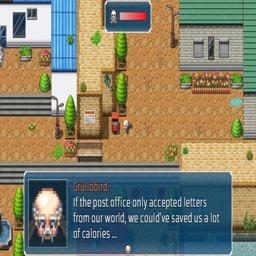 Grullobird:
If the post office only accepted letters
from our world, we could've saved us a lot
of calories ...